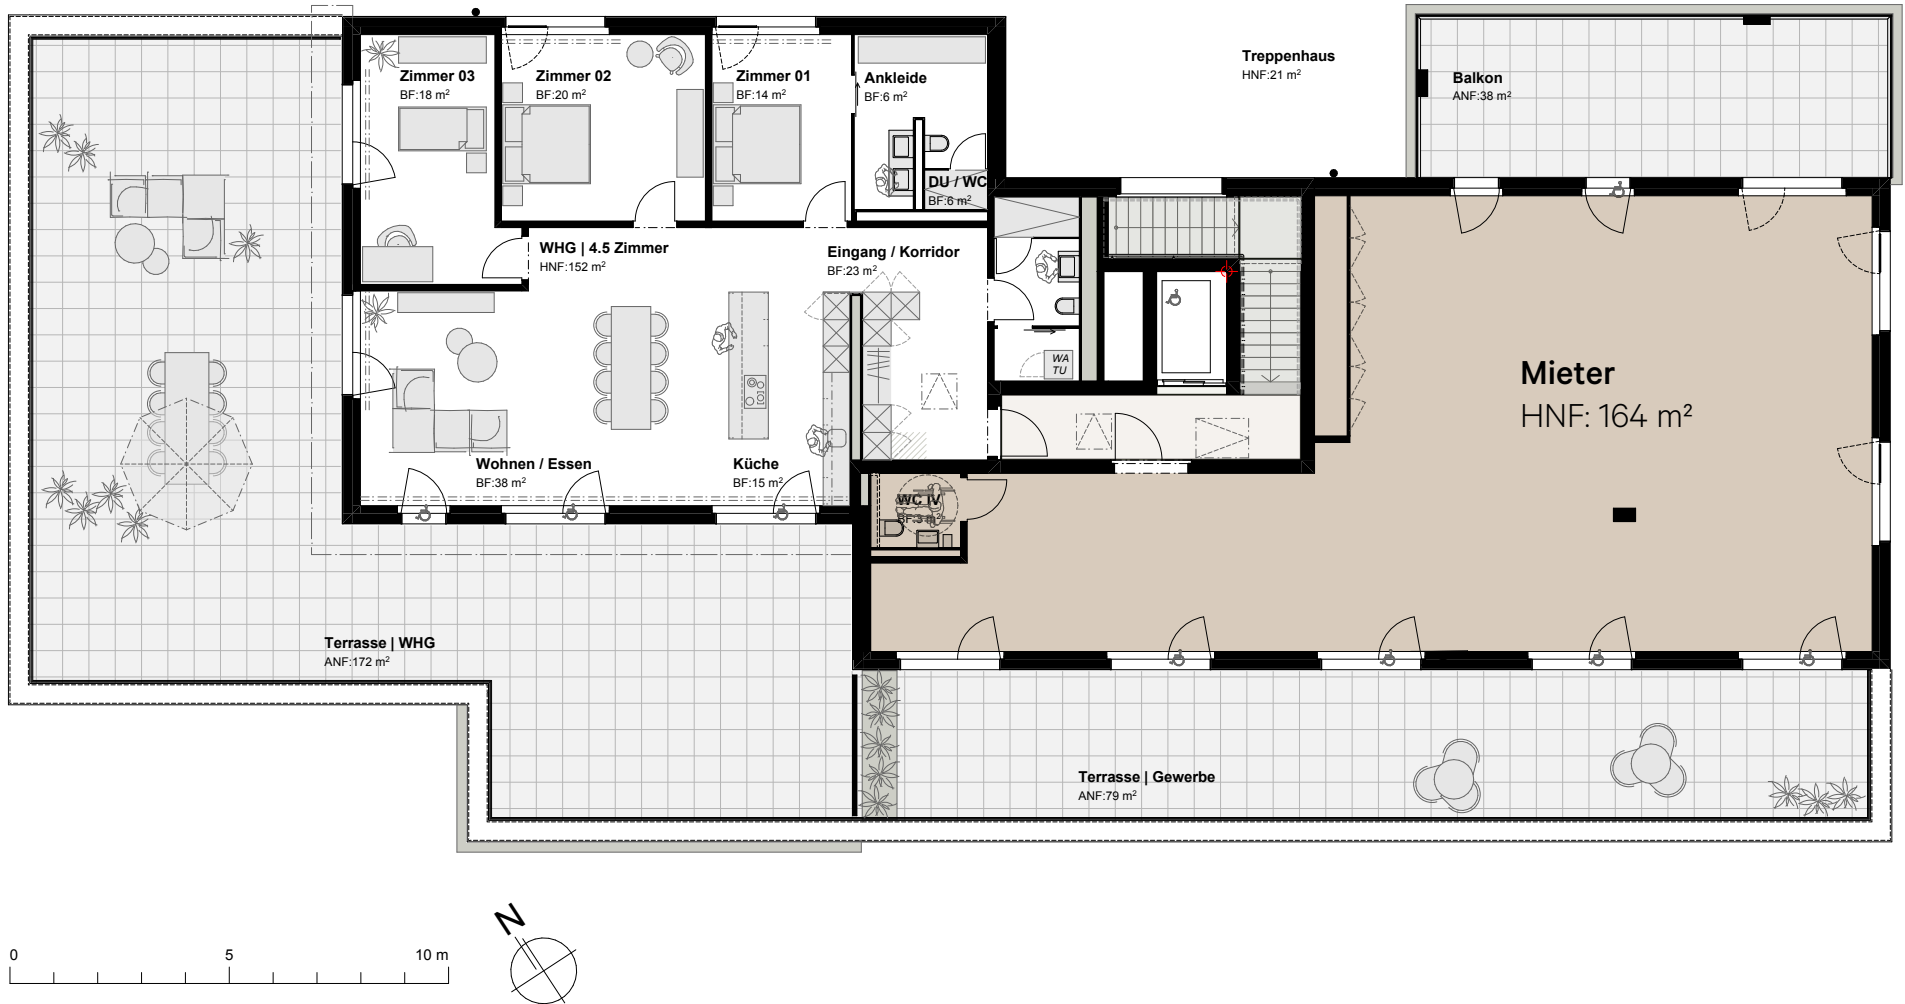 Zimmer 03
BF:18 m²
Zimmer 02
BF:20 m²
Zimmer 01
BF:14 m²
Ankleide
BF:6 m²
Treppenhaus
HNF:21 m²
Balkon
ANF:38 m²
DU / WC
BF:6 m²
WHG | 4.5 Zimmer
HNF:152 m²
Eingang / Korridor
BF:23 m²
WA
TU
Mieter
HNF: 164 m²
Wohnen / Essen
BF:38 m²
Küche
BF:15 m²
WC IV
BF:3 m²
Terrasse | WHG
ANF:172 m²
Terrasse | Gewerbe
ANF:79 m²
N
0 5 10 m